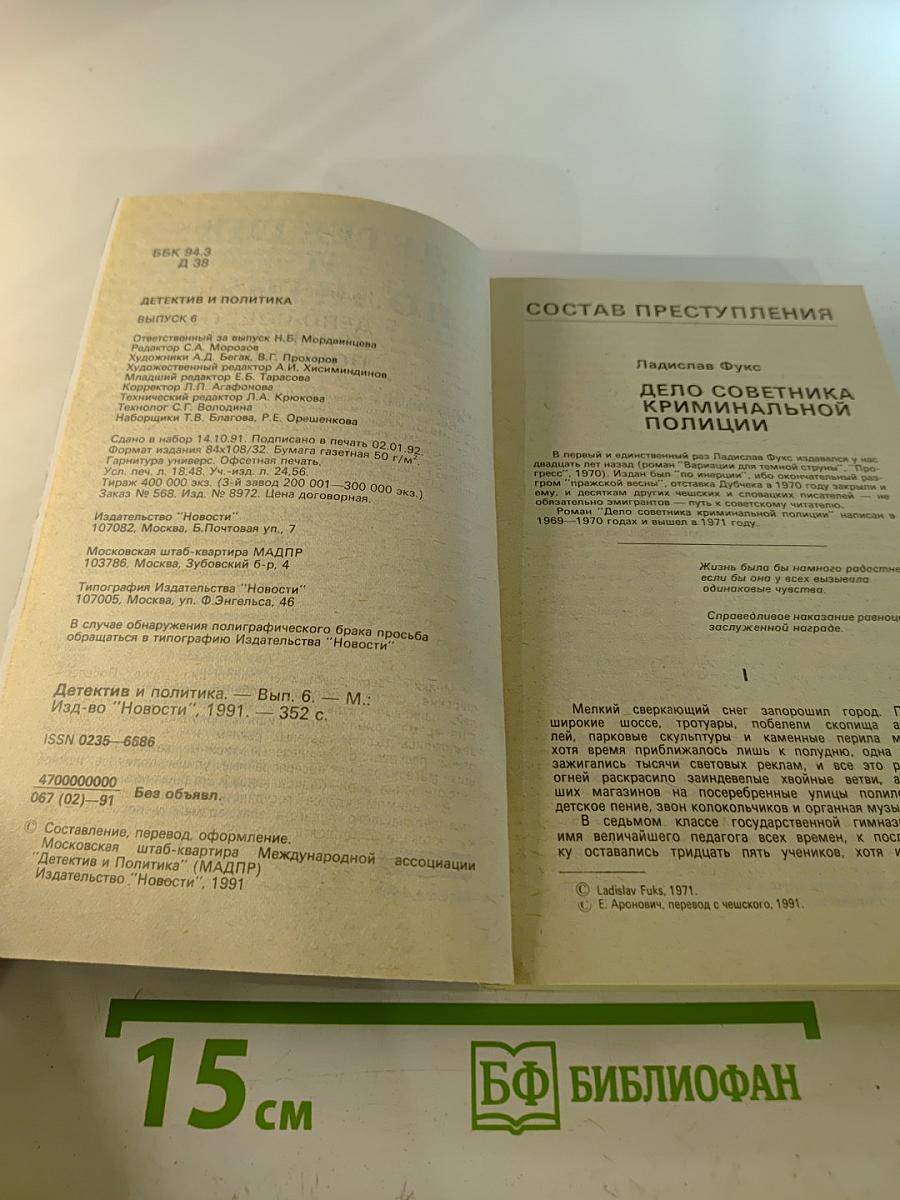 ББК 94.3
Д 38
ДЕТЕКТИВ И ПОЛИТИКА
ВЫПУСК 6
Ответственный за выпуск Н.Б. Мордвинцева
Редактор С.А. Морозов
Художники А.Д. Бегак, В.Г. Прохоров
Художественный редактор А.И. Хисиминдинов
Младший редактор Е.Б. Тарасова
Корректор Л.П. Агафонова
Технический редактор Л.А. Крюкова
Технолог С.Г. Володина
Наборщики Т.В. Благова, Р.Е. Орешенкова
Сдано в набор 14.10.91. Подписано в печать 02.01.92.
Формат издания 84x108/32. Бумага газетная 50 г/м².
Гарнитура универс. Офсетная печать.
Усл. печ. л. 18.48. Уч.-изд. л. 24,56.
Тираж 400 000 экз. (3-й завод 200 001—300 000 экз.)
Заказ № 568. Изд. № 8972. Цена договорная.
Издательство "Новости"
107082, Москва, Б.Почтовая ул., 7
Московская штаб-квартира МАДПР
103786, Москва, Зубовский б-р, 4
Типография Издательства "Новости"
107005, Москва, ул. Ф.Энгельса, 46
В случае обнаружения полиграфического брака просьба
обращаться в типографию Издательства "Новости"
Детектив и политика. — Вып. 6. — М.:
Изд-во "Новости", 1991. — 352 с.
ISSN 0235—6686
4700000000
067 (02)—91
Без объявл.
© Составление, перевод, оформление.
Московская штаб-квартира Международной ассоциации
"Детектив и Политика" (МАДПР)
Издательство "Новости", 1991
СОСТАВ ПРЕСТУПЛЕНИЯ
Ладислав Фукс
ДЕЛО СОВЕТНИКА
КРИМИНАЛЬНОЙ
ПОЛИЦИИ
В первый и единственный раз Ладислав Фукс издавался у нас
двадцать лет назад (роман "Вариации для темной струны", "Про-
гресс", 1970). Издан был "по инерции", ибо окончательный раз-
гром "пражской весны", отставка Дубчека в 1970 году закрыли и
ему, и десяткам других чешских и словацких писателей — не
обязательно эмигрантов — путь к советскому читателю.
Роман "Дело советника криминальной полиции" написан в
1969—1970 годах и вышел в 1971 году.
Жизнь была бы намного радостне
если бы она у всех вызывала
одинаковые чувства.
Справедливое наказание равноц
заслуженной награде.
I
Мелкий сверкающий снег запорошил город. П
широкие шоссе, тротуары, побелели скопища а
лей, парковые скульптуры и каменные перила м
хотя время приближалось лишь к полудню, одна
зажигались тысячи световых реклам, и все это р
огней раскрасило заиндевелые хвойные ветви, а
ших магазинов на посеребренные улицы полил
детское пение, звон колокольчиков и органная музы
В седьмом классе государственной гимназ
имя величайшего педагога всех времен, к посл
ку оставались тридцать пять учеников, хотя и
© Ladislav Fuks, 1971.
© Е. Аронович, перевод с чешского, 1991.
15 см
БФ БИБЛИОФАН